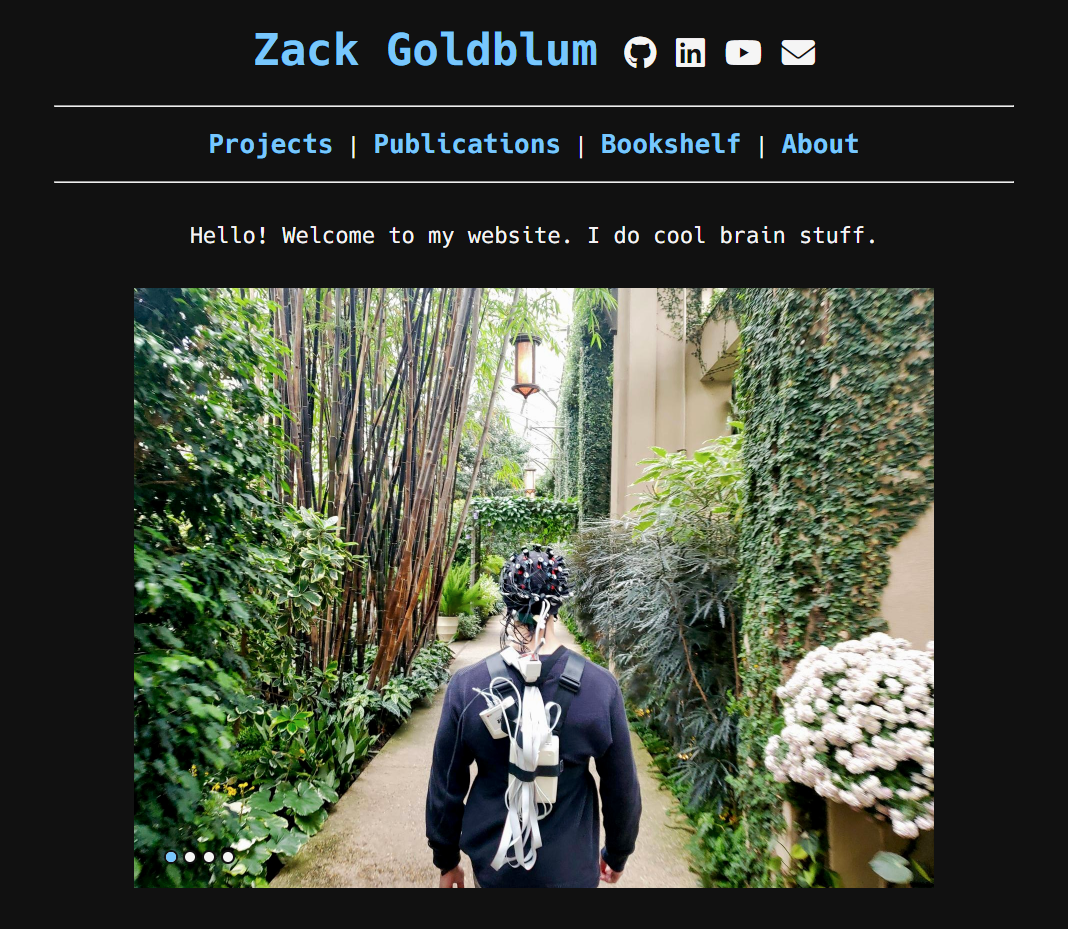 Zack Goldblum
Projects | Publications | Bookshelf | About
Hello! Welcome to my website. I do cool brain stuff.